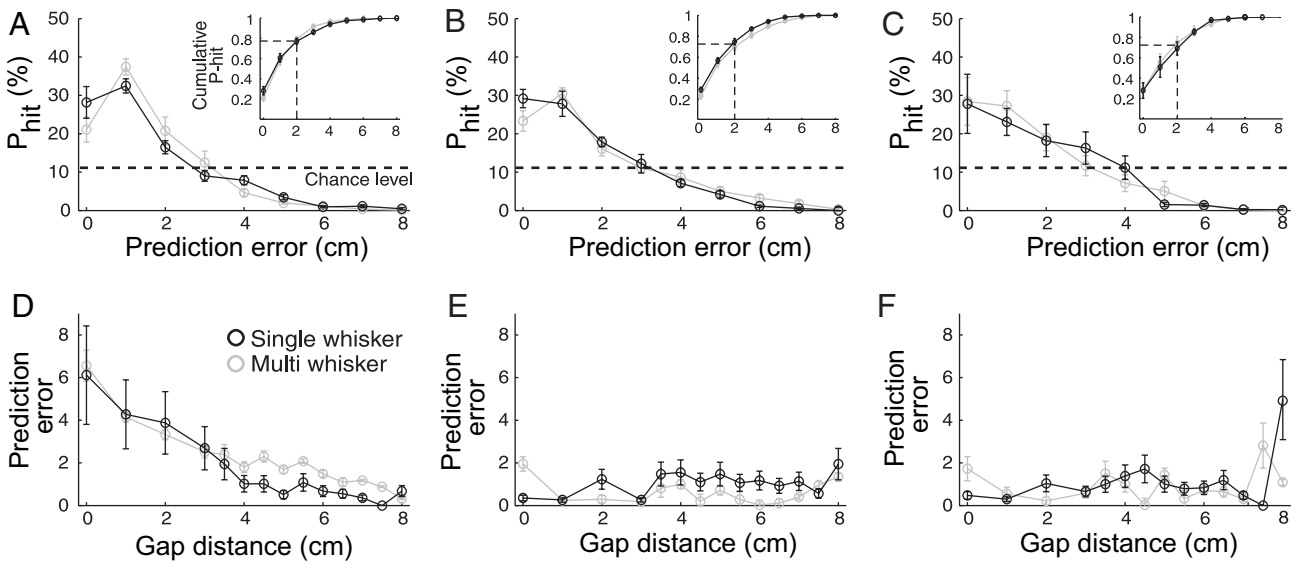 A
B
C
50
40
30
20
10
0
P hit (%)
1
0.8
0.6
0.4
0.2
Cumulative
P-hit
0 2 4 6 8
Chance level
0 2 4 6 8
Prediction error (cm)
50
40
30
20
10
0
P hit (%)
1
0.8
0.6
0.4
0.2
0 2 4 6 8
0 2 4 6 8
Prediction error (cm)
50
40
30
20
10
0
P hit (%)
1
0.8
0.6
0.4
0.2
0 2 4 6 8
0 2 4 6 8
Prediction error (cm)
D
E
F
8
6
4
2
0
Prediction
error
Single whisker
Multi whisker
0 2 4 6 8
Gap distance (cm)
8
6
4
2
0
Prediction
error
0 2 4 6 8
Gap distance (cm)
8
6
4
2
0
Prediction
error
0 2 4 6 8
Gap distance (cm)